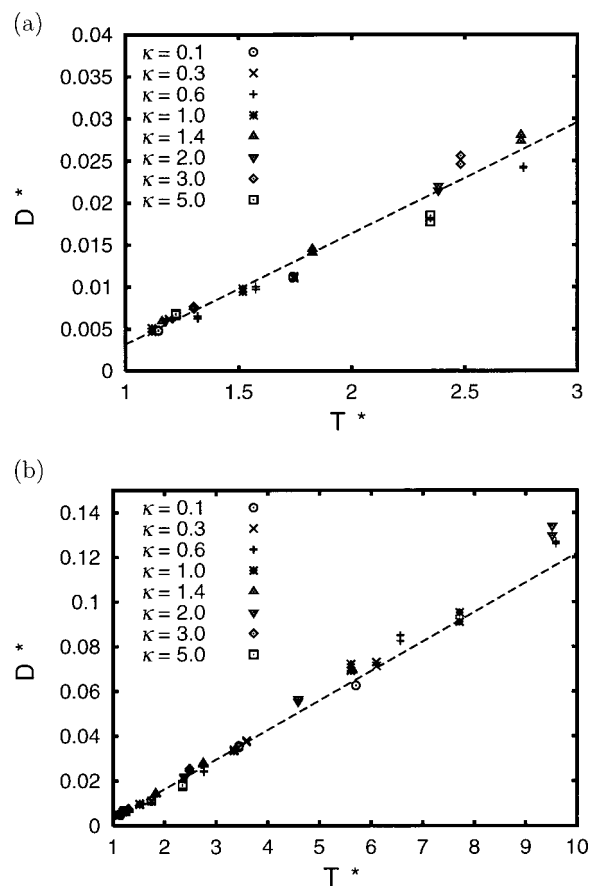 (a)
0.04
0.035
0.03
0.025
0.02
0.015
0.01
0.005
0
D *
κ = 0.1
κ = 0.3
κ = 0.6
κ = 1.0
κ = 1.4
κ = 2.0
κ = 3.0
κ = 5.0
1 1.5 2 2.5 3
T *
(b)
0.14
0.12
0.1
0.08
0.06
0.04
0.02
0
D *
κ = 0.1
κ = 0.3
κ = 0.6
κ = 1.0
κ = 1.4
κ = 2.0
κ = 3.0
κ = 5.0
1 2 3 4 5 6 7 8 9 10
T *